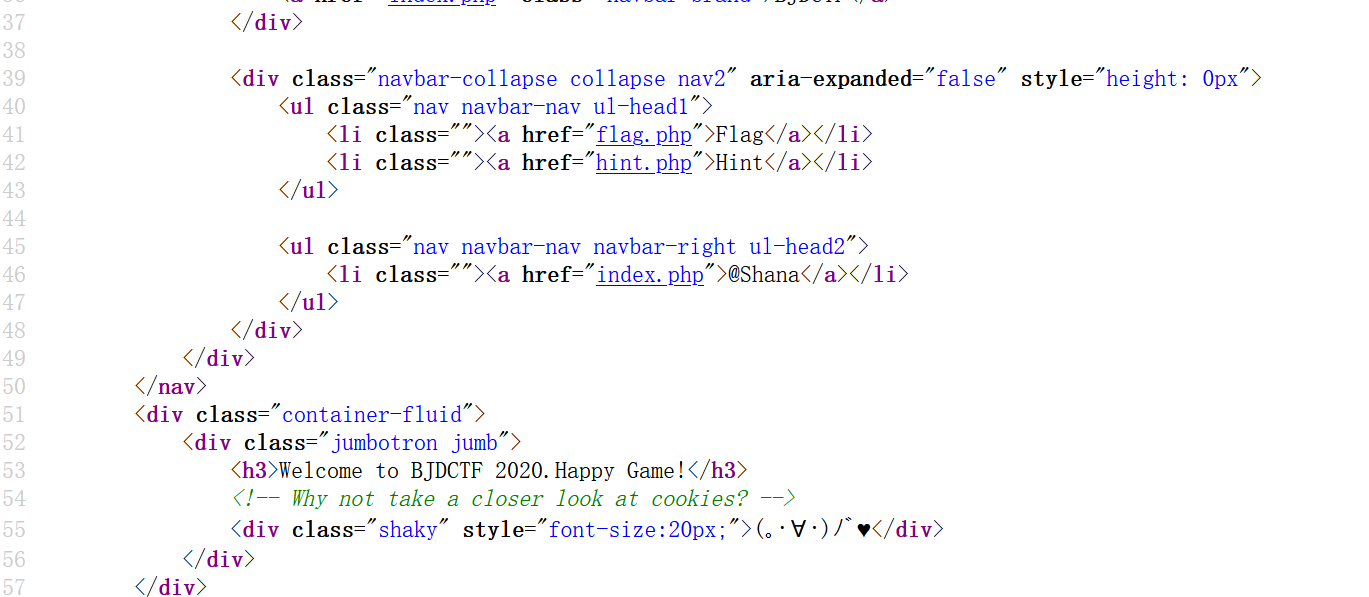 37 </div>
38
39 <div class="navbar-collapse collapse nav2" aria-expanded="false" style="height: 0px">
40 <ul class="nav navbar-nav ul-head1">
41 <li class=""><a href="flag.php">Flag</a></li>
42 <li class=""><a href="hint.php">Hint</a></li>
43 </ul>
44
45 <ul class="nav navbar-nav navbar-right ul-head2">
46 <li class=""><a href="index.php">@Shana</a></li>
47 </ul>
48 </div>
49 </div>
50 </nav>
51 <div class="container-fluid">
52 <div class="jumbotron jumb">
53 <h3>Welcome to BJDCTF 2020.Happy Game!</h3>
54 <!-- Why not take a closer look at cookies? -->
55 <div class="shaky" style="font-size:20px;">(｡･∀･)ﾉﾞ♥</div>
56 </div>
57 </div>